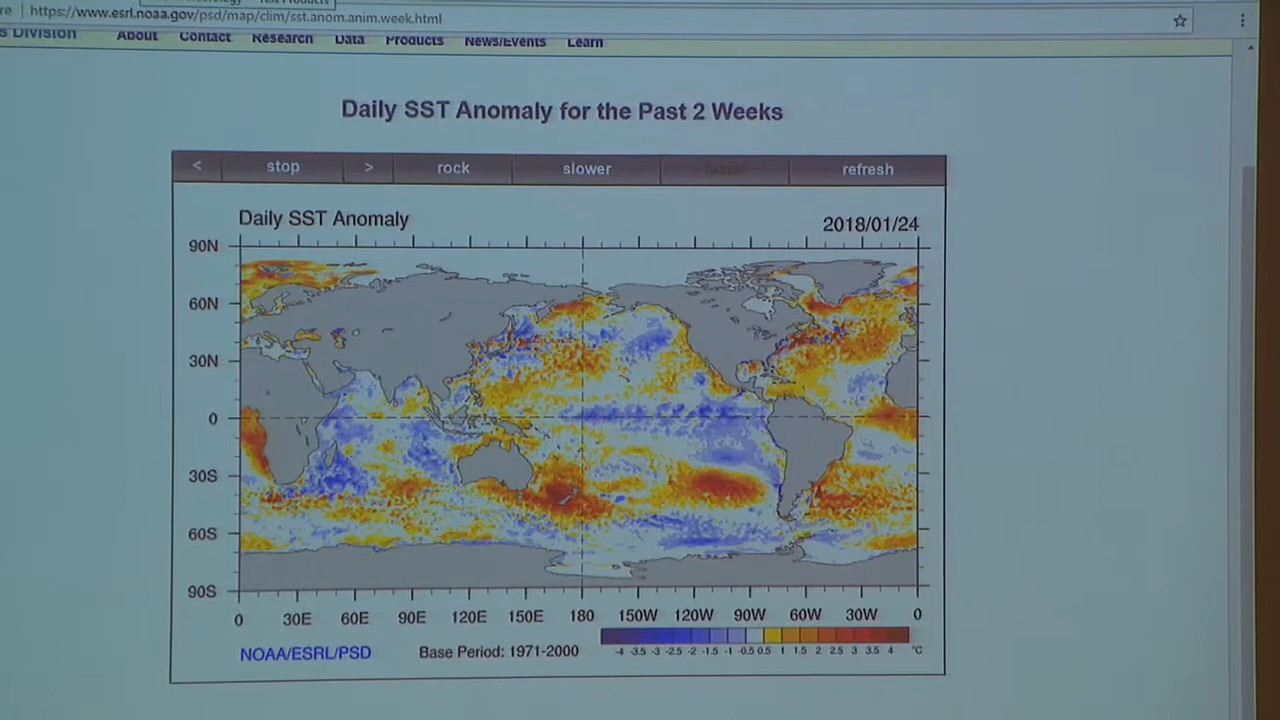 re https://www.esrl.noaa.gov/psd/map/clim/sst.anom.anim.week.html
s Division About Contact Research Data Products News/Events Learn
Daily SST Anomaly for the Past 2 Weeks
< stop > rock slower refresh
Daily SST Anomaly 2018/01/24
90N
60N
30N
0
30S
60S
90S
0 30E 60E 90E 120E 150E 180 150W 120W 90W 60W 30W 0
NOAA/ESRL/PSD Base Period: 1971-2000
-4 -3.5 -3 -2.5 -2 -1.5 -1 -0.5 0.5 1 1.5 2 2.5 3 3.5 4 °C